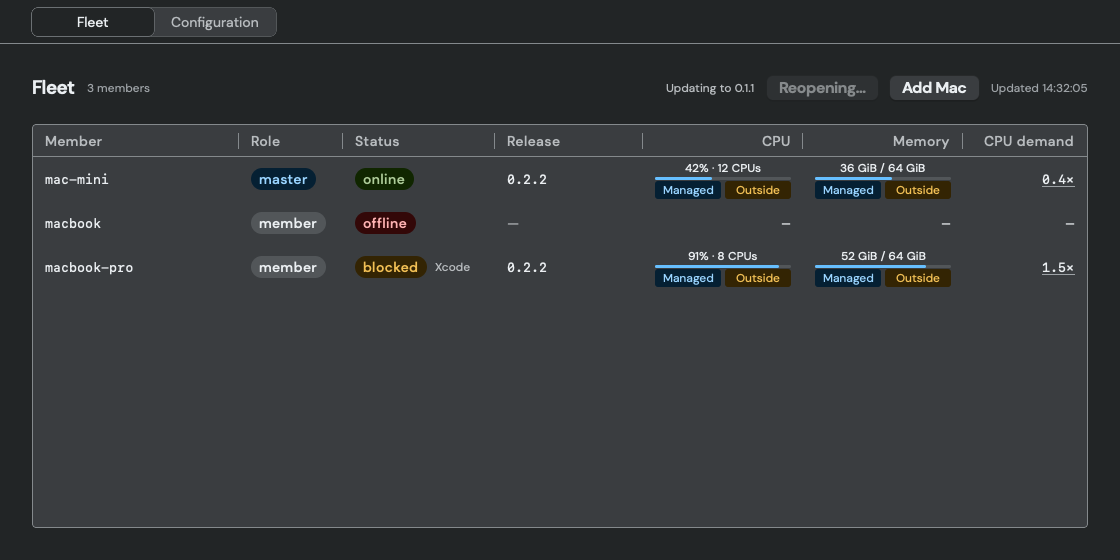 Fleet Configuration
Fleet 3 members Updating to 0.1.1 Reopening... Add Mac Updated 14:32:05
Member Role Status Release CPU Memory CPU demand
mac-mini master online 0.2.2 42% · 12 CPUs 36 GiB / 64 GiB 0.4×
Managed Outside Managed Outside
macbook member offline — — — —
macbook-pro member blocked Xcode 0.2.2 91% · 8 CPUs 52 GiB / 64 GiB 1.5×
Managed Outside Managed Outside